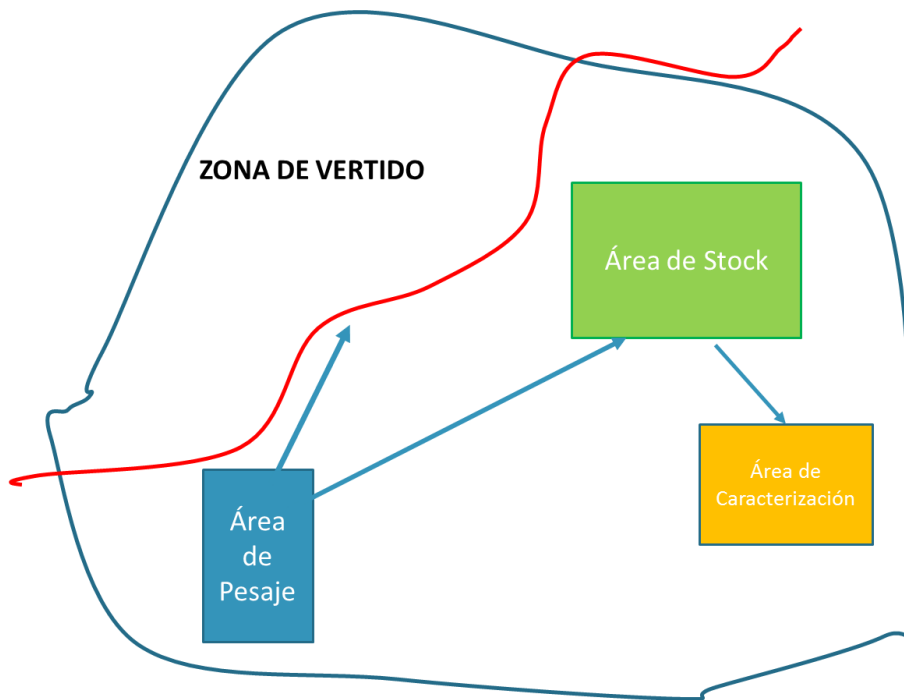 ZONA DE VERTIDO
Área de Stock
Área de
Caracterización
Área
de
Pesaje